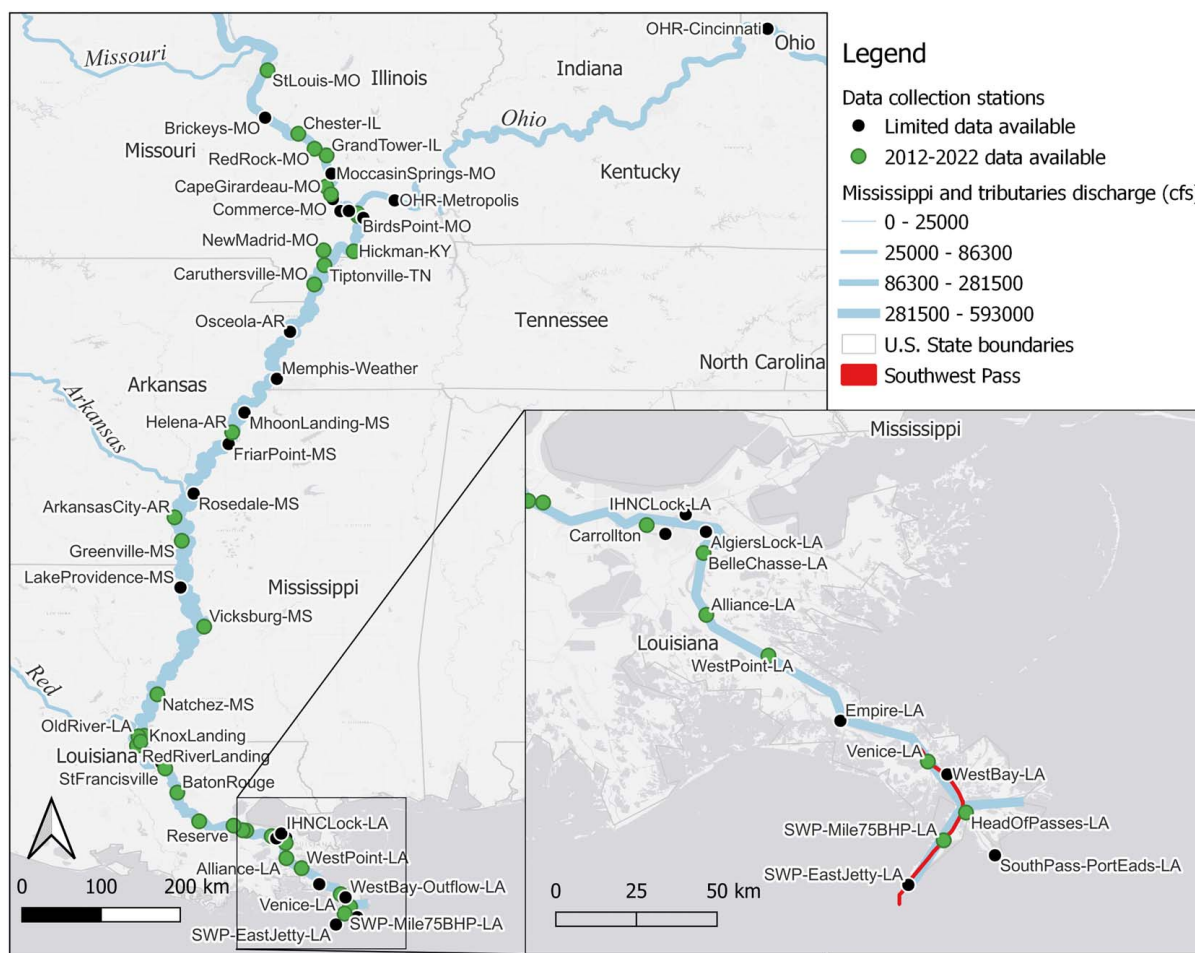 OHR-Cincinnati
Ohio
Missouri
Indiana
StLouis-MO
Illinois
Ohio
Brickeys-MO
Chester-IL
Missouri
GrandTower-IL
RedRock-MO
Kentucky
MoccasinSprings-MO
CapeGirardeau-MO
OHR-Metropolis
Commerce-MO
BirdsPoint-MO
NewMadrid-MO
Hickman-KY
Caruthersville-MO
Tiptonville-TN
Osceola-AR
Tennessee
North Carolina
Memphis-Weather
Arkansas
Arkansas
Helena-AR
MhoonLanding-MS
FriarPoint-MS
Rosedale-MS
ArkansasCity-AR
Greenville-MS
LakeProvidence-MS
Mississippi
Vicksburg-MS
Red
Natchez-MS
OldRiver-LA
KnoxLanding
Louisiana
RedRiverLanding
StFrancisville
BatonRouge
Reserve
IHNCLock-LA
Alliance-LA
WestPoint-LA
WestBay-Outflow-LA
Venice-LA
SWP-Mile75BHP-LA
SWP-EastJetty-LA
0 100 200 km
Legend
Data collection stations
Limited data available
2012-2022 data available
Mississippi and tributaries discharge (cfs)
0 - 25000
25000 - 86300
86300 - 281500
281500 - 593000
U.S. State boundaries
Southwest Pass
Mississippi
IHNCLock-LA
Carrollton
AlgiersLock-LA
BelleChasse-LA
Alliance-LA
Louisiana
WestPoint-LA
Empire-LA
Venice-LA
WestBay-LA
HeadOfPasses-LA
SWP-Mile75BHP-LA
SouthPass-PortEads-LA
SWP-EastJetty-LA
0 25 50 km